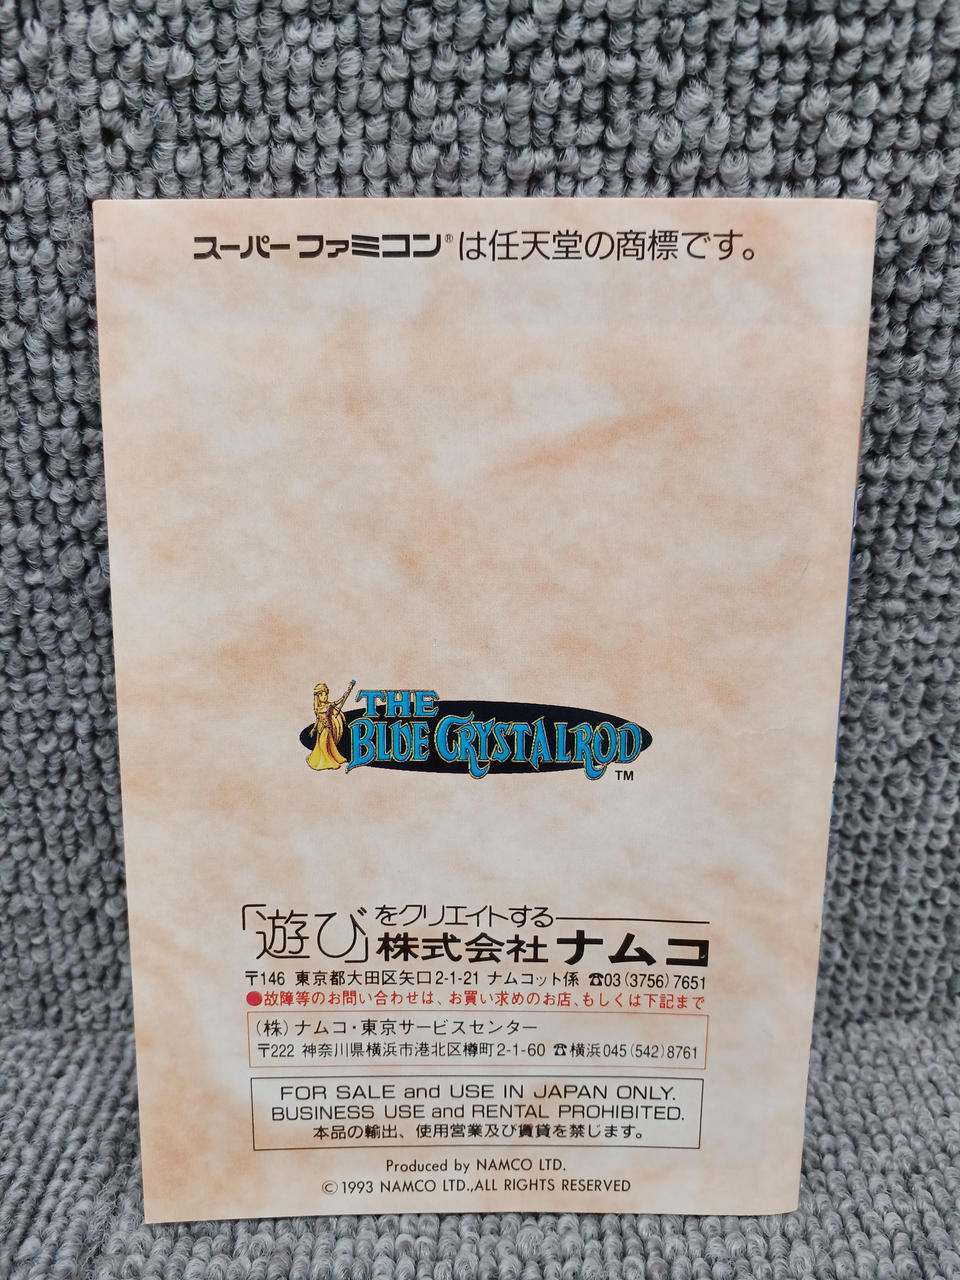 スーパーファミコン®は任天堂の商標です。
THE
BLUE CRYSTALROD
TM
「遊び」をクリエイトする
株式会社ナムコ
〒146 東京都大田区矢口2-1-21 ナムコット係 ☎03(3756)7651
●故障等のお問い合わせは、お買い求めのお店、もしくは下記まで
(株)ナムコ・東京サービスセンター
〒222 神奈川県横浜市港北区樽町2-1-60 ☎横浜045(542)8761
FOR SALE and USE IN JAPAN ONLY.
BUSINESS USE and RENTAL PROHIBITED.
本品の輸出、使用営業及び賃貸を禁じます。
Produced by NAMCO LTD.
©1993 NAMCO LTD.,ALL RIGHTS RESERVED